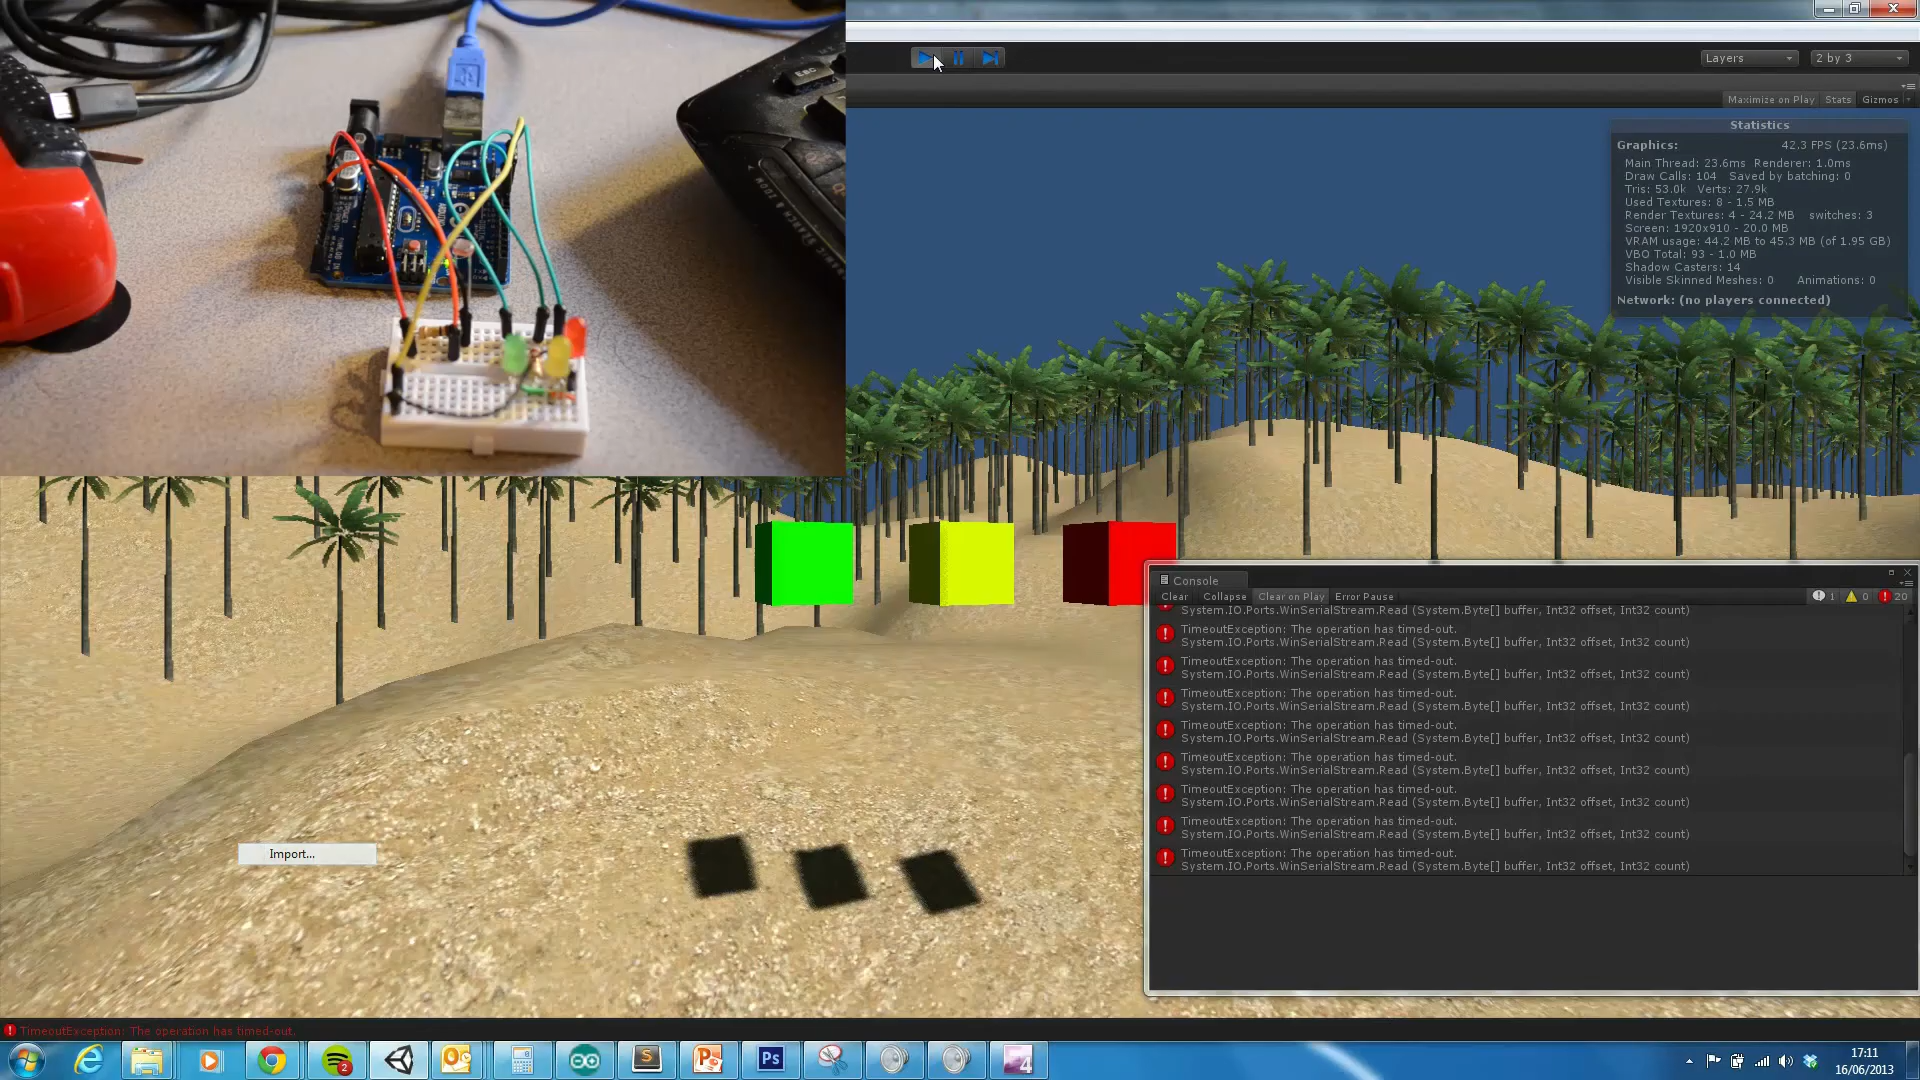 Layers
2 by 3
Maximize on Play Stats Gizmos
Statistics
Graphics: 42.3 FPS (23.6ms)
Main Thread: 23.6ms Renderer: 1.0ms
Draw Calls: 104 Saved by batching: 0
Tris: 53.0k Verts: 27.9k
Used Textures: 8 - 1.5 MB
Render Textures: 4 - 24.2 MB switches: 3
Screen: 1920x910 - 20.0 MB
VRAM usage: 44.2 MB to 45.3 MB (of 1.95 GB)
VBO Total: 93 - 1.0 MB
Shadow Casters: 14
Visible Skinned Meshes: 0 Animations: 0
Network: (no players connected)
ESC
Console
Clear Collapse Clear on Play Error Pause 1 0 20
System.IO.Ports.WinSerialStream.Read (System.Byte[] buffer, Int32 offset, Int32 count)
TimeoutException: The operation has timed-out.
System.IO.Ports.WinSerialStream.Read (System.Byte[] buffer, Int32 offset, Int32 count)
TimeoutException: The operation has timed-out.
System.IO.Ports.WinSerialStream.Read (System.Byte[] buffer, Int32 offset, Int32 count)
TimeoutException: The operation has timed-out.
System.IO.Ports.WinSerialStream.Read (System.Byte[] buffer, Int32 offset, Int32 count)
TimeoutException: The operation has timed-out.
System.IO.Ports.WinSerialStream.Read (System.Byte[] buffer, Int32 offset, Int32 count)
TimeoutException: The operation has timed-out.
System.IO.Ports.WinSerialStream.Read (System.Byte[] buffer, Int32 offset, Int32 count)
TimeoutException: The operation has timed-out.
System.IO.Ports.WinSerialStream.Read (System.Byte[] buffer, Int32 offset, Int32 count)
TimeoutException: The operation has timed-out.
System.IO.Ports.WinSerialStream.Read (System.Byte[] buffer, Int32 offset, Int32 count)
TimeoutException: The operation has timed-out.
System.IO.Ports.WinSerialStream.Read (System.Byte[] buffer, Int32 offset, Int32 count)
Import...
TimeoutException: The operation has timed-out.
2
S
P
Ps
4
17:11
16/06/2013